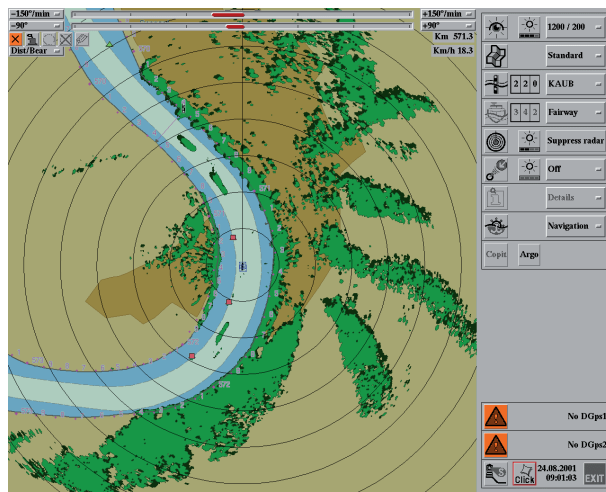 −150°/min
+150°/min
−90°
+90°
Km 571.3
Dist/Bear
Km/h 18.3
1200 / 200
Standard
2 2 0
KAUB
3 4 2
Fairway
Suppress radar
Off
Details
Navigation
Copit
Argo
572
No DGps1
No DGps2
Click
24.08.2001
09:01:03
EXIT